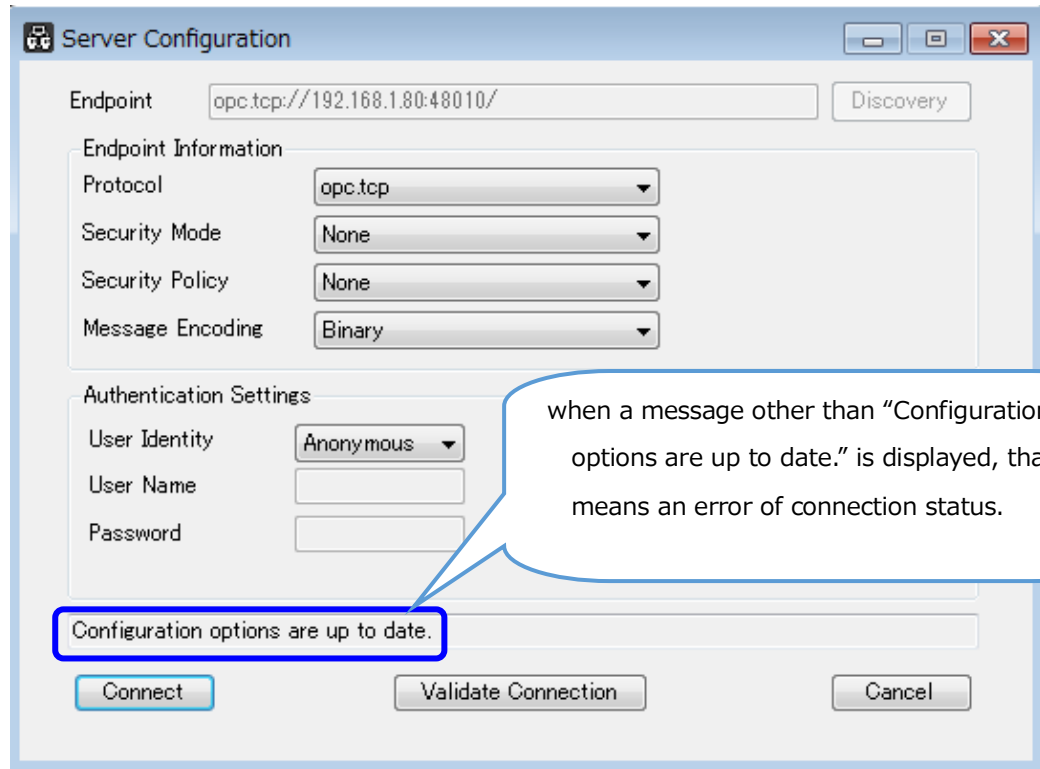 Server Configuration
Endpoint opc.tcp://192.168.1.80:48010/ Discovery
Endpoint Information
Protocol opc.tcp
Security Mode None
Security Policy None
Message Encoding Binary
Authentication Settings
User Identity Anonymous
User Name
Password
when a message other than “Configuration
options are up to date.” is displayed, tha
means an error of connection status.
Configuration options are up to date.
Connect Validate Connection Cancel